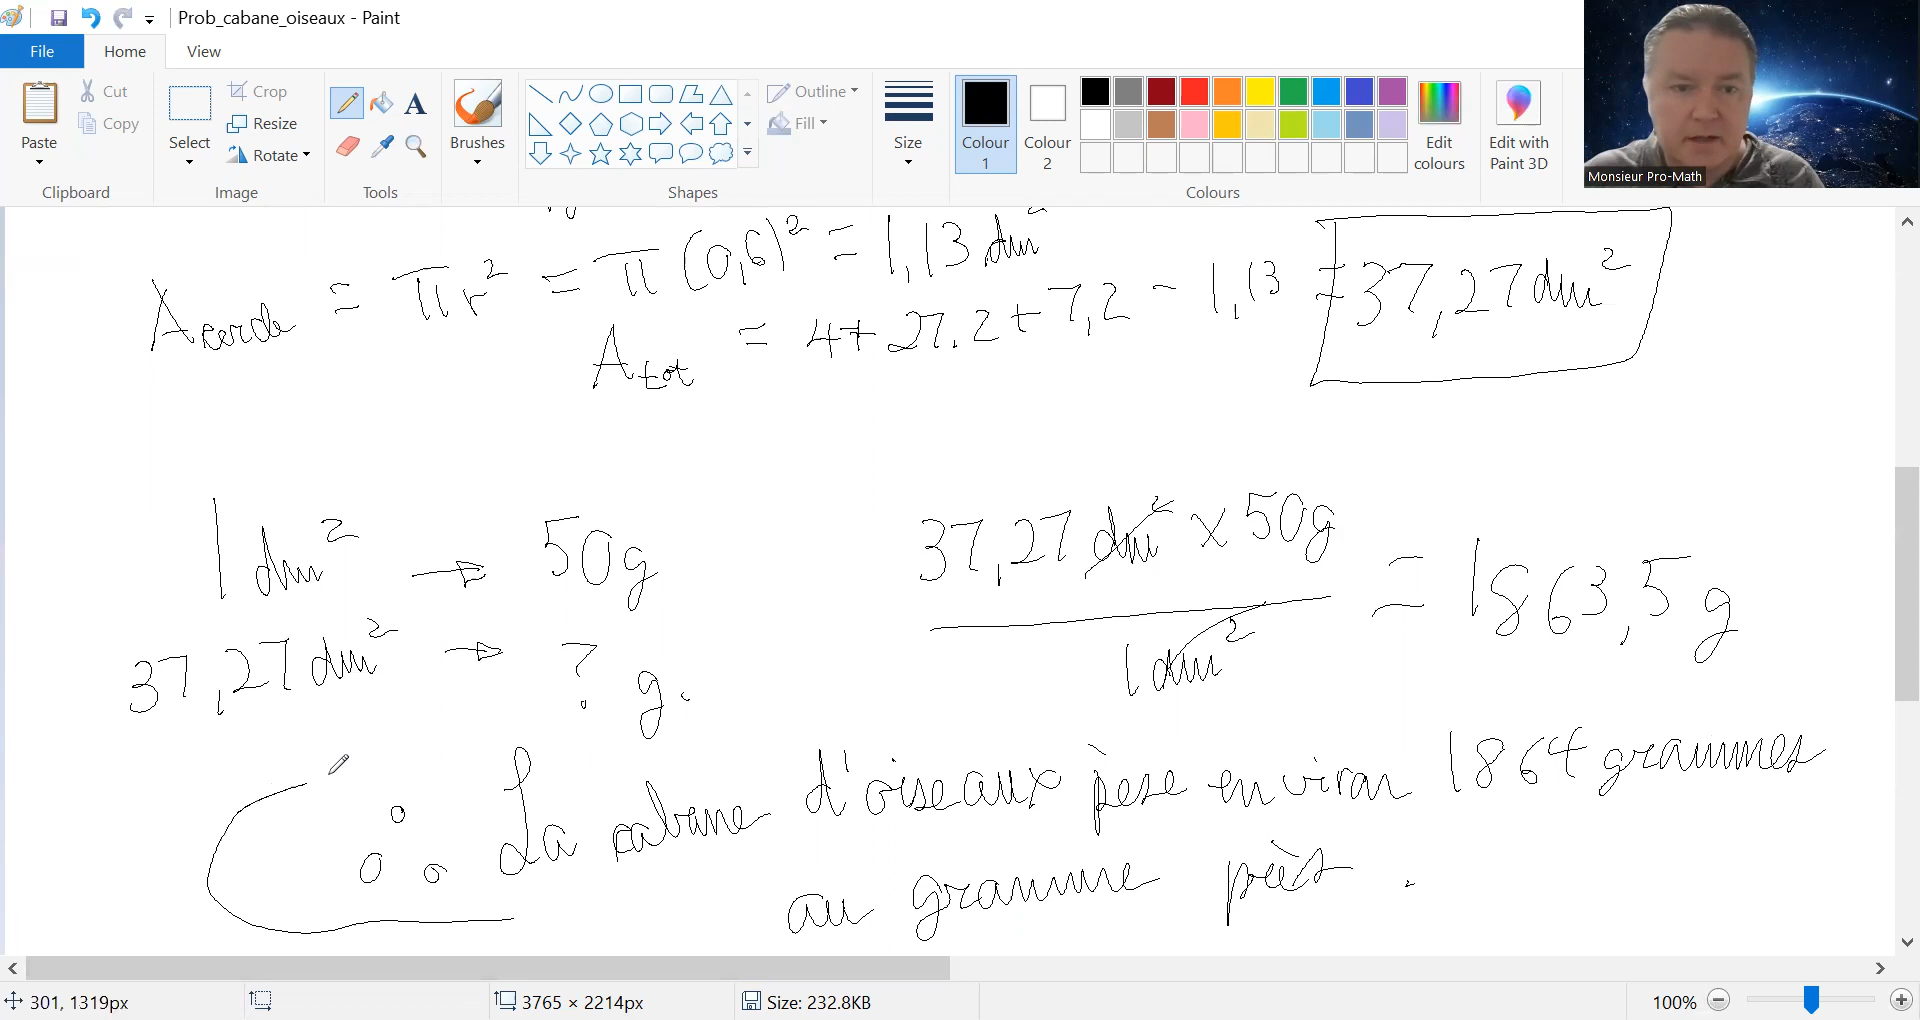 Prob_cabane_oiseaux - Paint
File Home View
Paste
Cut
Copy
Clipboard
Select
Crop
Resize
Rotate
Image
Tools
Brushes
Shapes
Outline
Fill
Size
Colour 1
Colour 2
Edit colours
Edit with Paint 3D
Colours
Monsieur Pro-Math
A cercle = πr² = π(0,6)² = 1,13 dm²
A tot = 4 + 27,2 + 7,2 - 1,13 = 37,27 dm²
1 dm² → 50g
37,27 dm² → ? g.
37,27 dm² x 50g
1 dm²
= 1863,5 g
∴ La cabane d'oiseaux pèse environ 1864 grammes
au gramme près.
301, 1319px
3765 × 2214px
Size: 232.8KB
100%